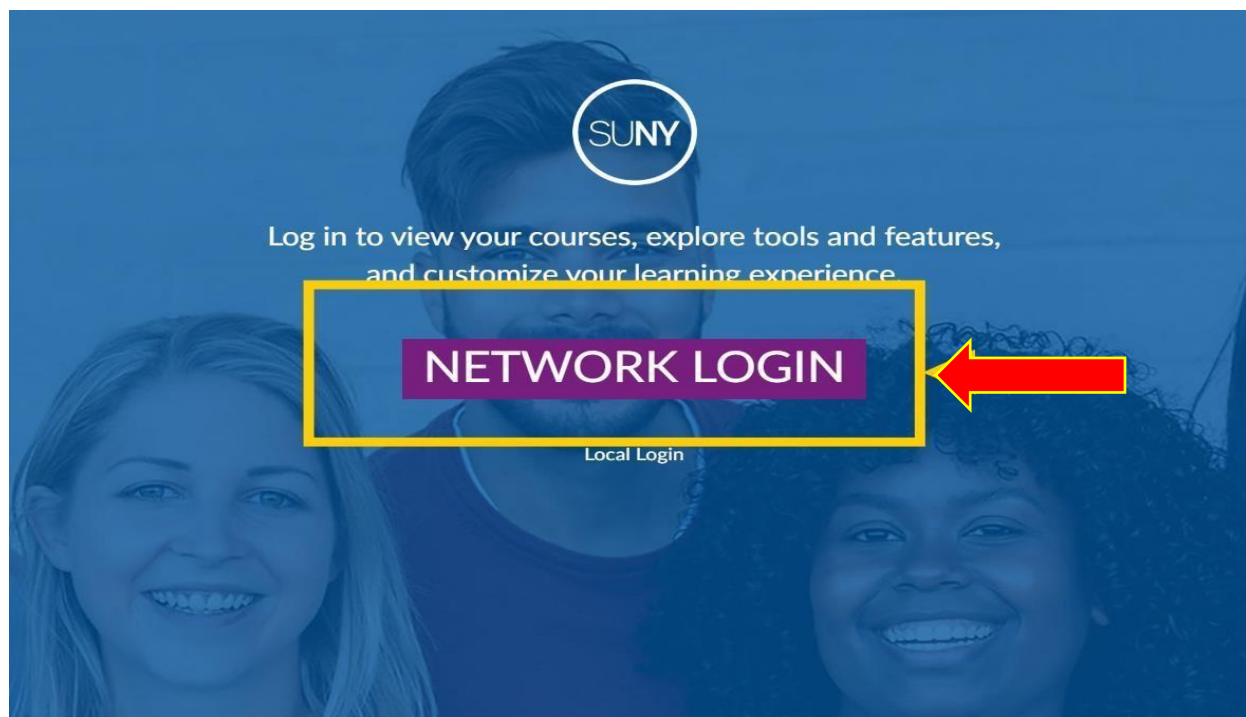 SUNY
Log in to view your courses, explore tools and features,
and customize your learning experience.
NETWORK LOGIN
Local Login